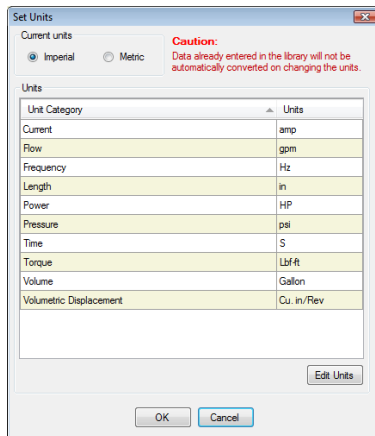 Set Units
Current units
Imperial
Metric
Caution:
Data already entered in the library will not be
automatically converted on changing the units.
Units
Unit Category Units
Current amp
Flow gpm
Frequency Hz
Length in
Power HP
Pressure psi
Time S
Torque Lbf-ft
Volume Gallon
Volumetric Displacement Cu. in/Rev
Edit Units
OK Cancel